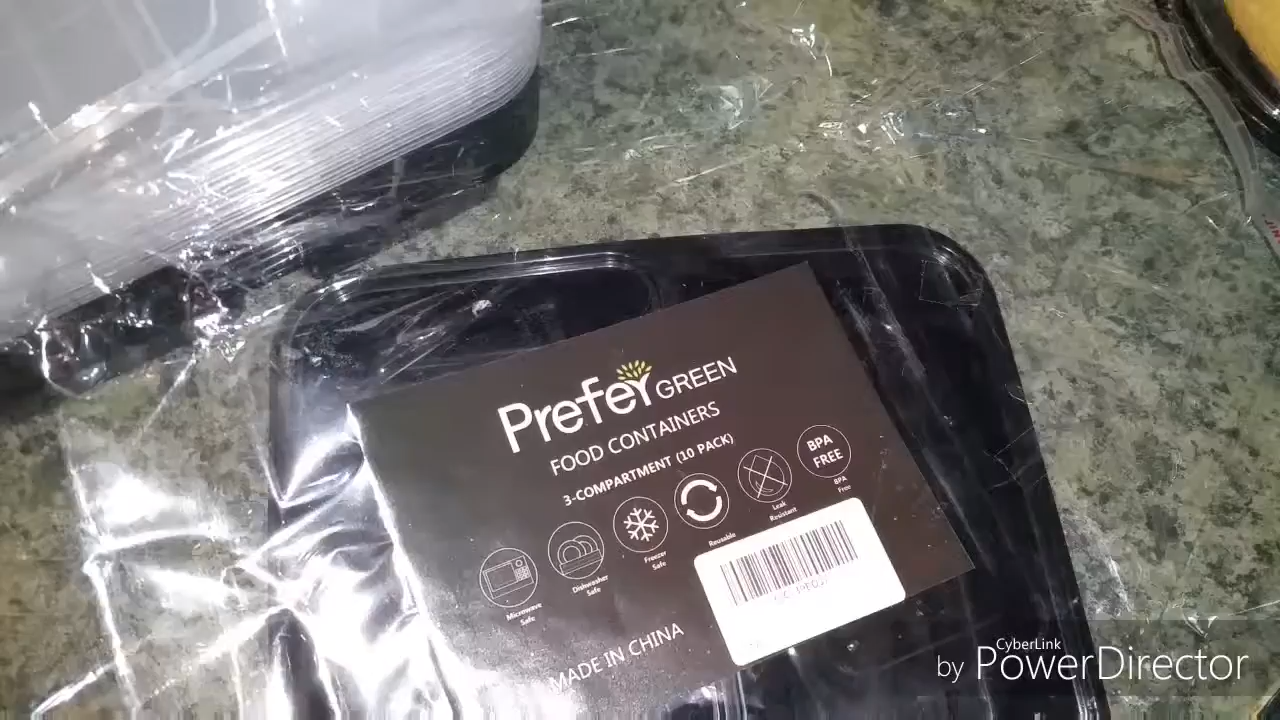 Prefer GREEN
FOOD CONTAINERS
3-COMPARTMENT (10 PACK)
BPA
FREE
BPA
Free
Leak
Resistant
Reusable
Freezer
Safe
Dishwasher
Safe
Microwave
Safe
MADE IN CHINA
CyberLink
by PowerDirector